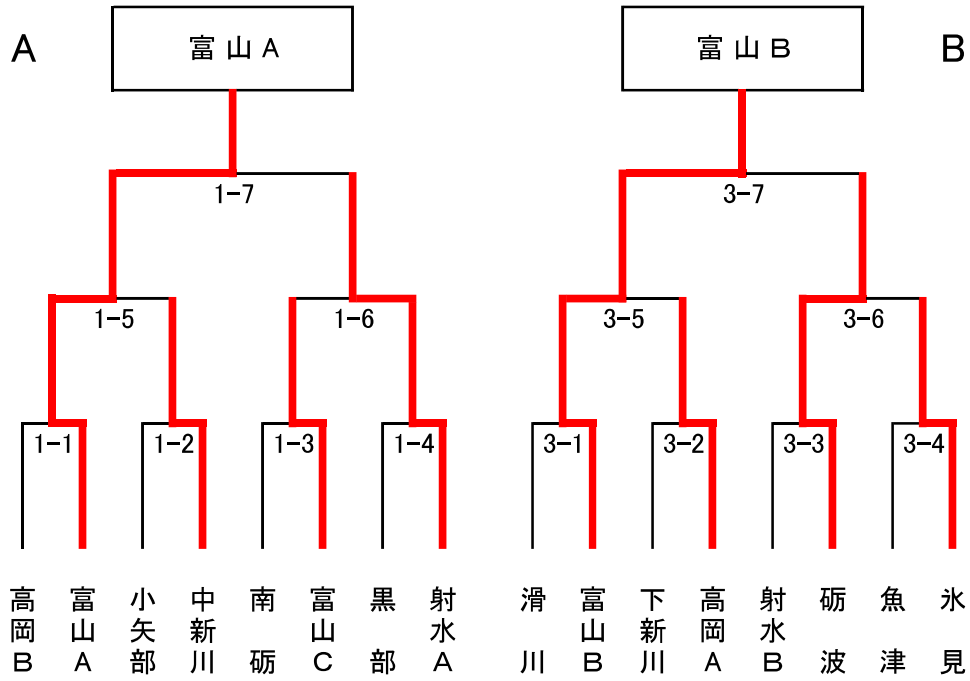 A
富山A
富山B
B
1-7
3-7
1-5
1-6
3-5
3-6
1-1
1-2
1-3
1-4
3-1
3-2
3-3
3-4
高岡B
富山A
小矢部
中新川
南砺
富山C
黒部
射水A
滑川
富山B
下新川
高岡A
射水B
砺波
魚津
氷見